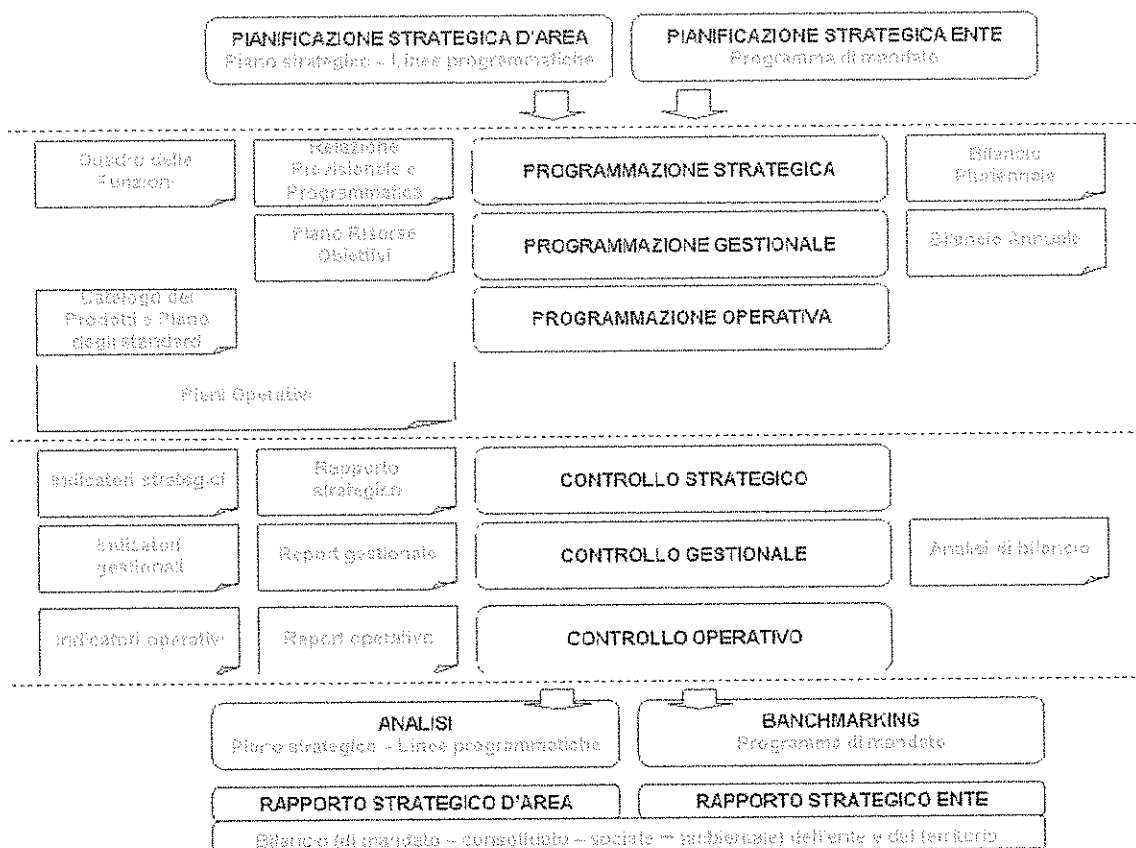 PIANIFICAZIONE STRATEGICA D'AREA
Piano strategico – Linee programmatiche
PIANIFICAZIONE STRATEGICA ENTE
Programma di mandato
Quadro delle
Funzioni
Relazione
Previsionale e
Programmatica
PROGRAMMAZIONE STRATEGICA
Bilancio
Pluriennale
Piano Risorse
Obiettivi
PROGRAMMAZIONE GESTIONALE
Bilancio Annuale
Catalogo dei
Prodotti e Piano
degli standard
PROGRAMMAZIONE OPERATIVA
Piani Operativi
Indicatori strategici
Rapporto
strategico
CONTROLLO STRATEGICO
Indicatori
gestionali
Report gestionale
CONTROLLO GESTIONALE
Analisi di bilancio
Indicatori operativi
Report operativo
CONTROLLO OPERATIVO
ANALISI
Piano strategico – Linee programmatiche
BANCHMARKING
Programma di mandato
RAPPORTO STRATEGICO D'AREA
RAPPORTO STRATEGICO ENTE
Bilancio (di mandato – consolidato – sociale – ambientale) dell'ente e del territorio